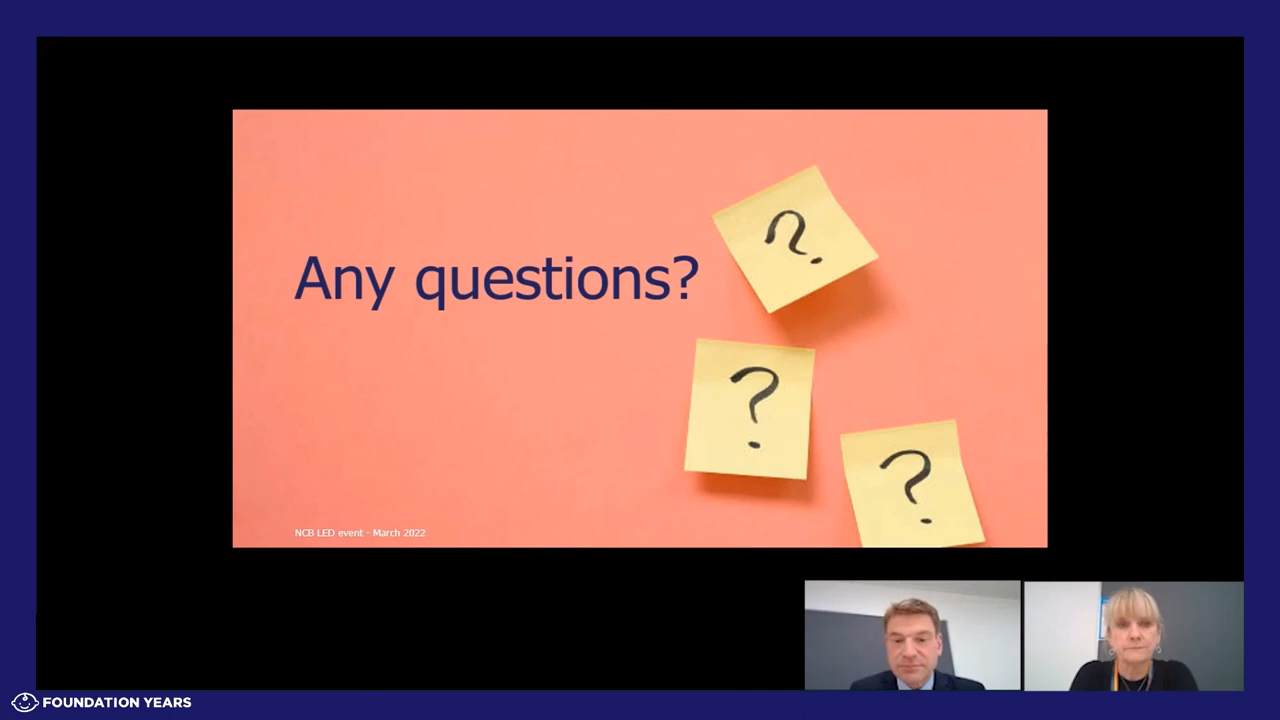 Any questions?
?
?
?
NCB LED event - March 2022
FOUNDATION YEARS